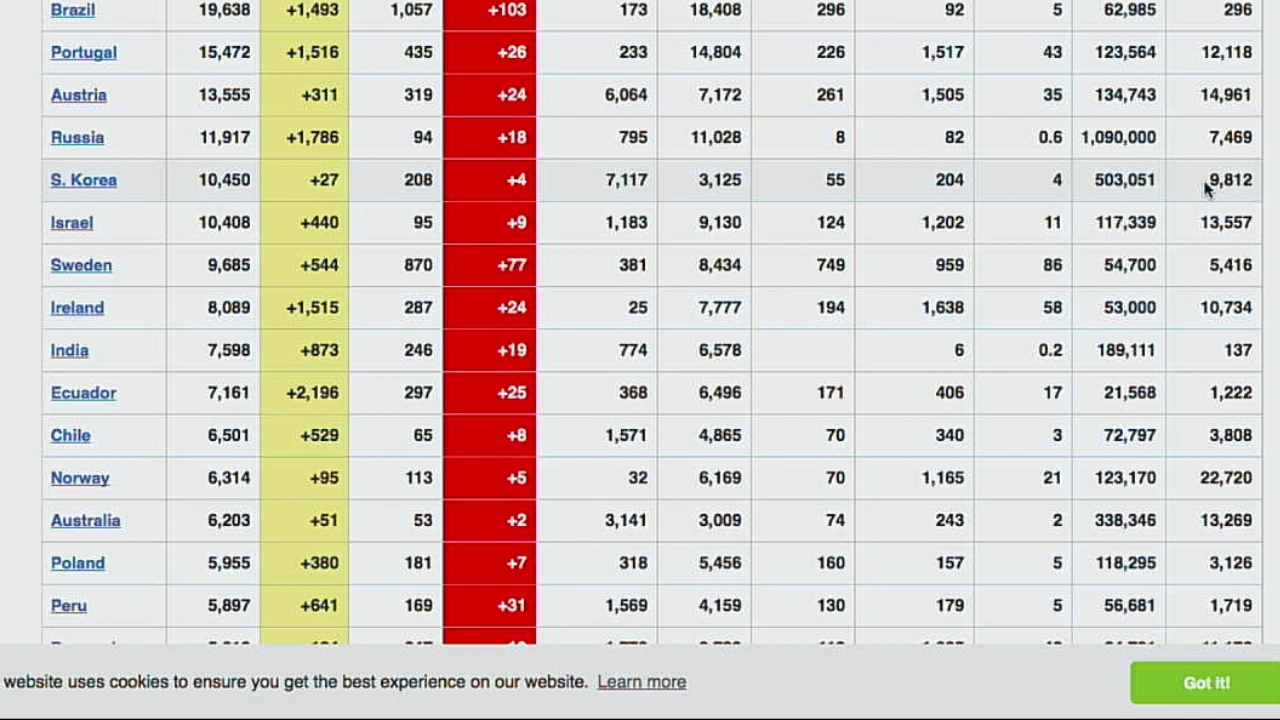 Brazil 19,638 +1,493 1,057 +103 173 18,408 296 92 5 62,985 296
Portugal 15,472 +1,516 435 +26 233 14,804 226 1,517 43 123,564 12,118
Austria 13,555 +311 319 +24 6,064 7,172 261 1,505 35 134,743 14,961
Russia 11,917 +1,786 94 +18 795 11,028 8 82 0.6 1,090,000 7,469
S. Korea 10,450 +27 208 +4 7,117 3,125 55 204 4 503,051 9,812
Israel 10,408 +440 95 +9 1,183 9,130 124 1,202 11 117,339 13,557
Sweden 9,685 +544 870 +77 381 8,434 749 959 86 54,700 5,416
Ireland 8,089 +1,515 287 +24 25 7,777 194 1,638 58 53,000 10,734
India 7,598 +873 246 +19 774 6,578 6 0.2 189,111 137
Ecuador 7,161 +2,196 297 +25 368 6,496 171 406 17 21,568 1,222
Chile 6,501 +529 65 +8 1,571 4,865 70 340 3 72,797 3,808
Norway 6,314 +95 113 +5 32 6,169 70 1,165 21 123,170 22,720
Australia 6,203 +51 53 +2 3,141 3,009 74 243 2 338,346 13,269
Poland 5,955 +380 181 +7 318 5,456 160 157 5 118,295 3,126
Peru 5,897 +641 169 +31 1,569 4,159 130 179 5 56,681 1,719
website uses cookies to ensure you get the best experience on our website. Learn more Got it!